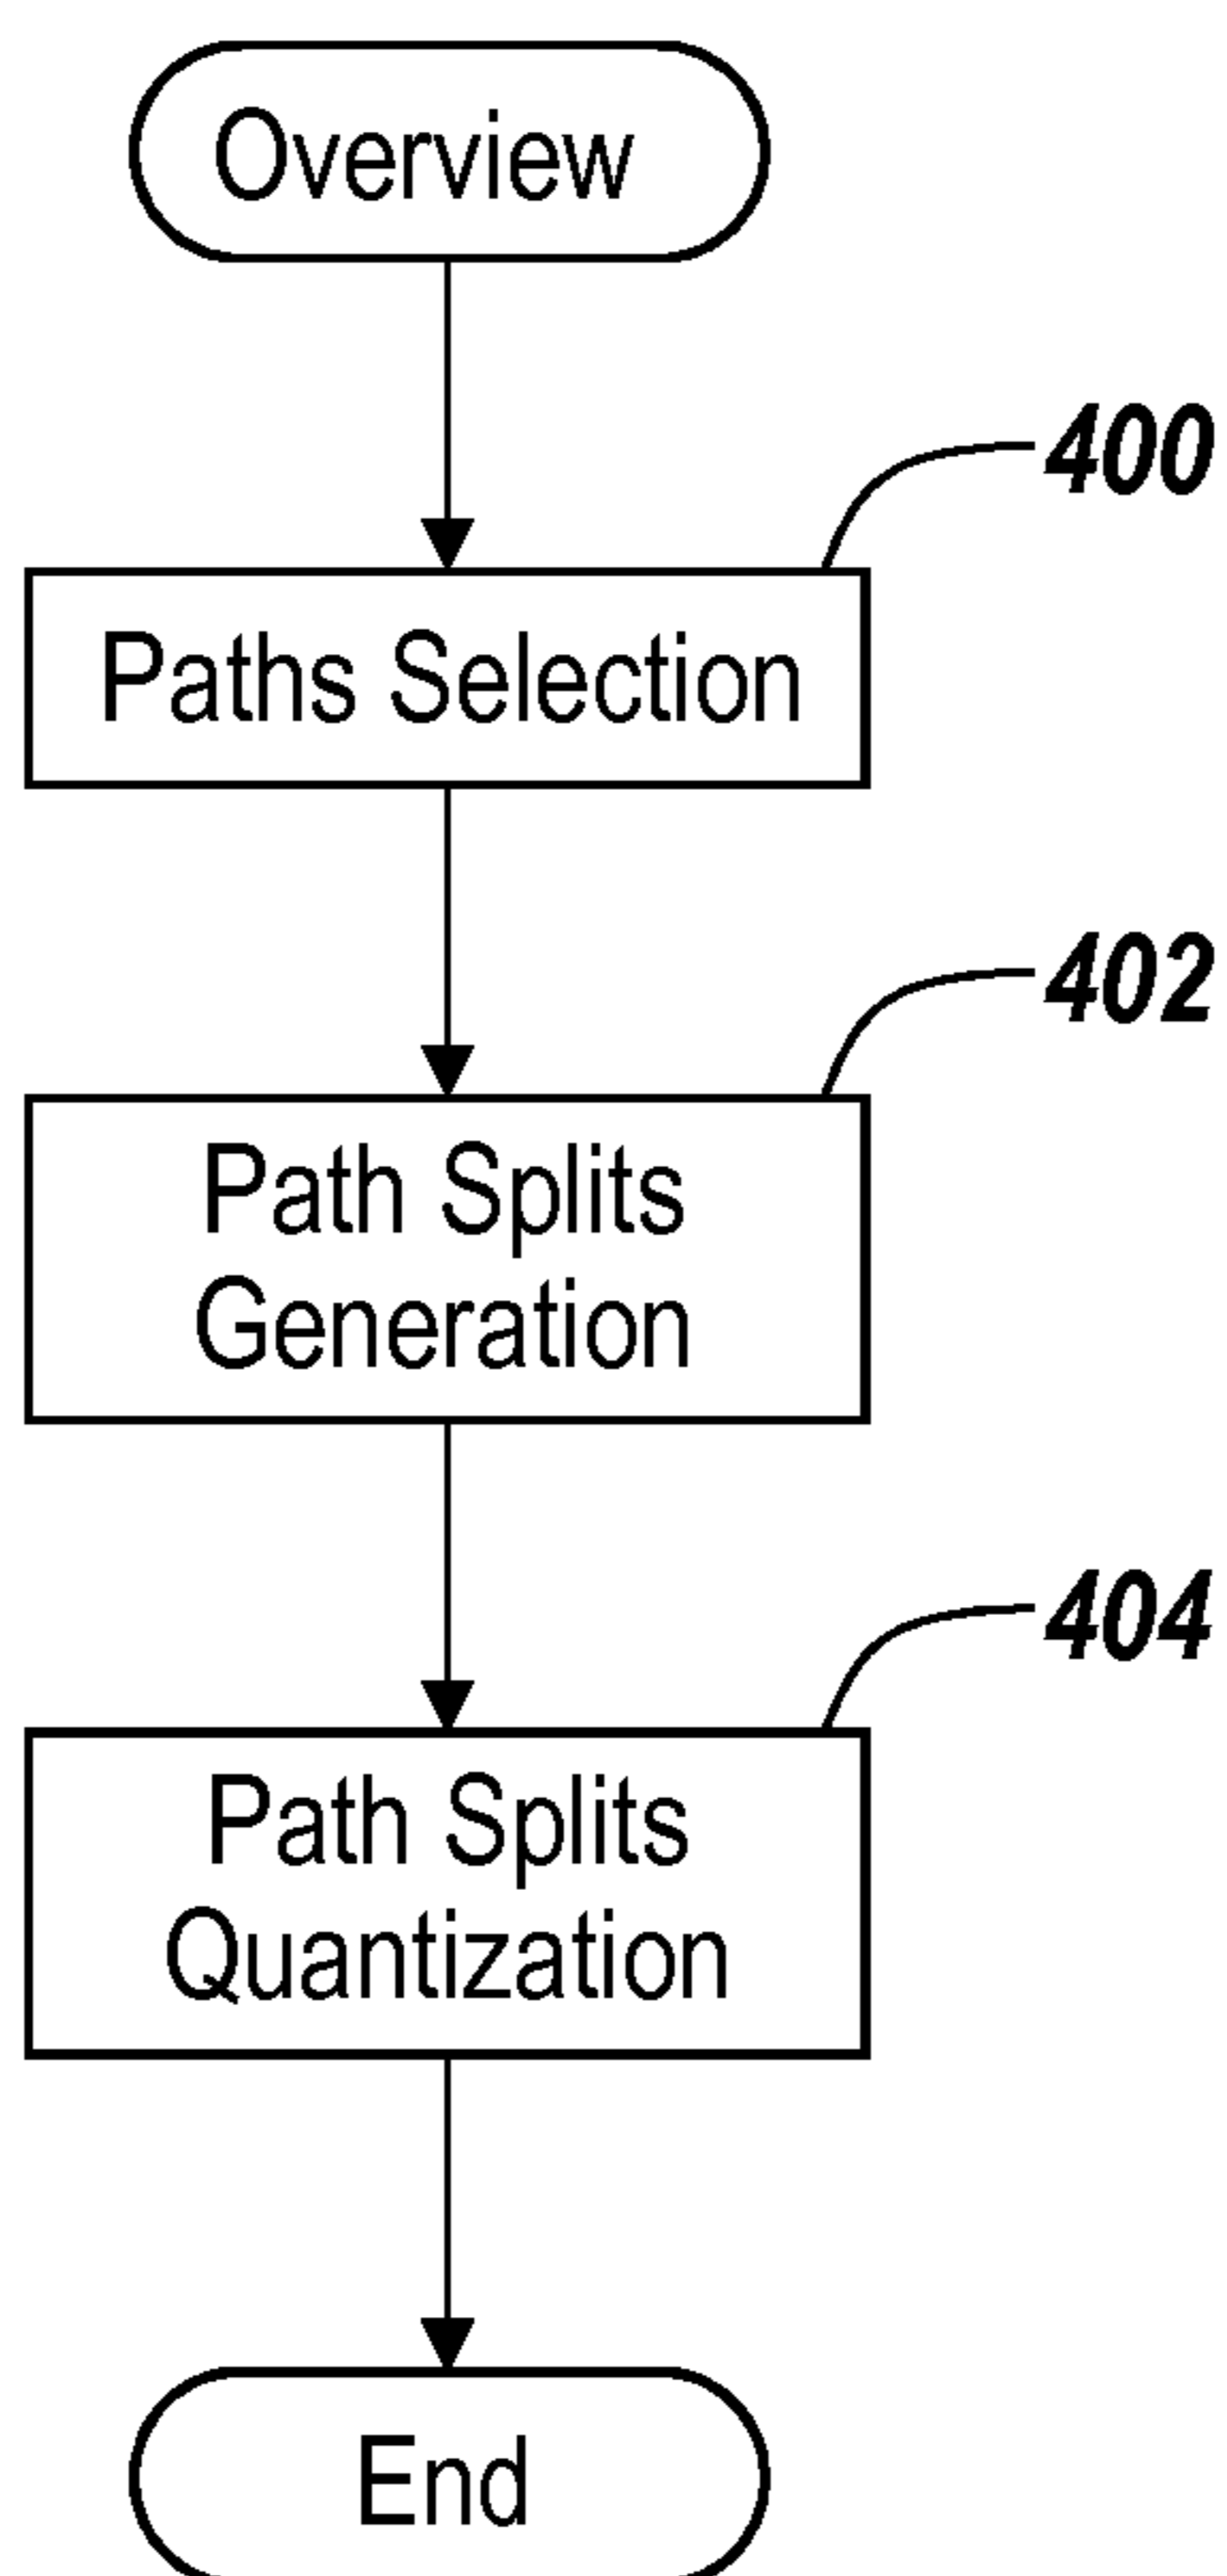 Overview
400
Paths Selection
402
Path Splits
Generation
404
Path Splits
Quantization
End